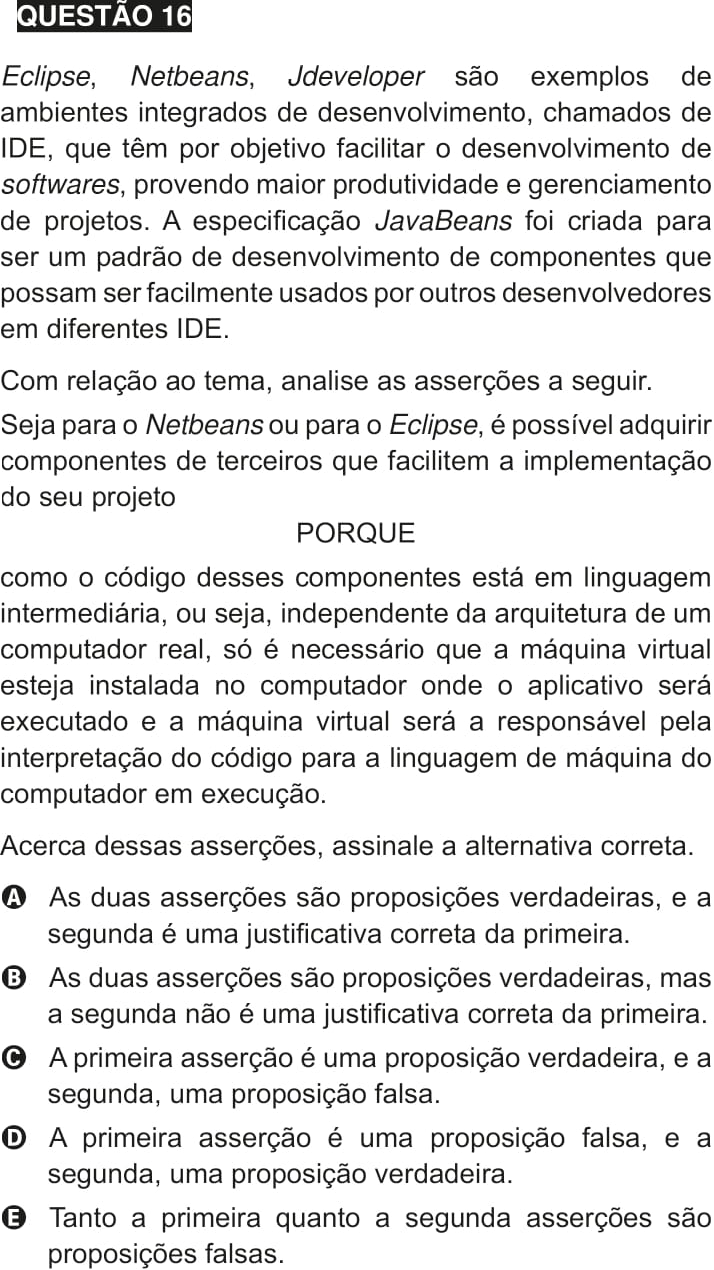 QUESTÃO 16
Eclipse, Netbeans, Jdeveloper são exemplos de
ambientes integrados de desenvolvimento, chamados de
IDE, que têm por objetivo facilitar o desenvolvimento de
softwares, provendo maior produtividade e gerenciamento
de projetos. A especificação JavaBeans foi criada para
ser um padrão de desenvolvimento de componentes que
possam ser facilmente usados por outros desenvolvedores
em diferentes IDE.
Com relação ao tema, analise as asserções a seguir.
Seja para o Netbeans ou para o Eclipse, é possível adquirir
componentes de terceiros que facilitem a implementação
do seu projeto
PORQUE
como o código desses componentes está em linguagem
intermediária, ou seja, independente da arquitetura de um
computador real, só é necessário que a máquina virtual
esteja instalada no computador onde o aplicativo será
executado e a máquina virtual será a responsável pela
interpretação do código para a linguagem de máquina do
computador em execução.
Acerca dessas asserções, assinale a alternativa correta.
A As duas asserções são proposições verdadeiras, e a
segunda é uma justificativa correta da primeira.
B As duas asserções são proposições verdadeiras, mas
a segunda não é uma justificativa correta da primeira.
C A primeira asserção é uma proposição verdadeira, e a
segunda, uma proposição falsa.
D A primeira asserção é uma proposição falsa, e a
segunda, uma proposição verdadeira.
E Tanto a primeira quanto a segunda asserções são
proposições falsas.